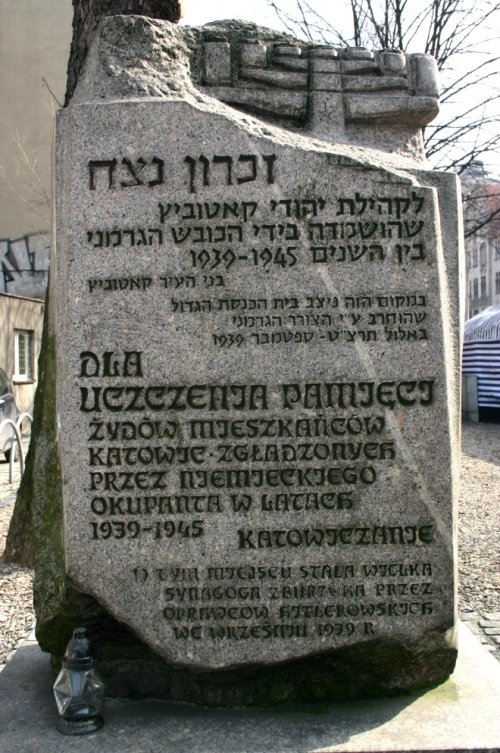 זכרון נצח
לקהילת יהודי קאטוביץ
שהושמדה בידי הכובש הגרמני
בין השנים 1939-1945
בני העיר קאטוביץ
במקום הזה ניצב בית הכנסת הגדול
שהוחרב ע"י הצורר הגרמני
באלול תרצ"ט - ספטמבר 1939
DLA
UCZCZENIA PAMIĘCI
ŻYDÓW MIESZKAŃCÓW
KATOWIC-ZGŁADZONYCH
PRZEZ NIEMIECKIEGO
OKUPANTA W LATACH
1939-1945 KATOWICZANIE
W TYM MIEJSCU STAŁA WIELKA
SYNAGOGA ZBURZENA PRZEZ
OPRAWCÓW HITLEROWSKICH
WE WRZEŚNIU 1939 R